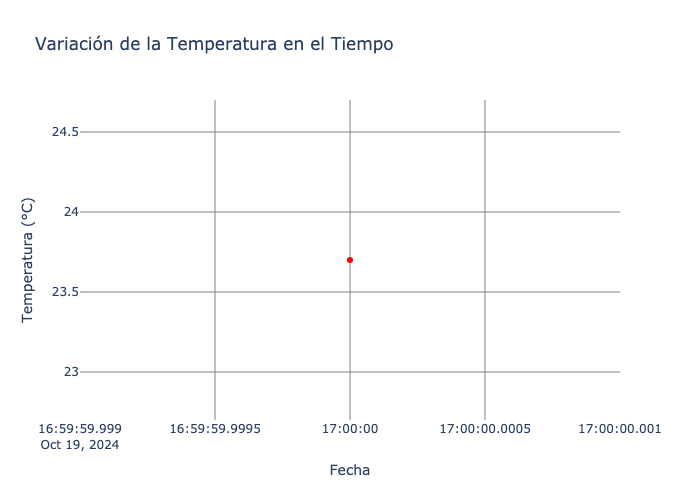 Variación de la Temperatura en el Tiempo
24.5
24
23.5
23
Temperatura (°C)
16:59:59.999 16:59:59.9995 17:00:00 17:00:00.0005 17:00:00.001
Oct 19, 2024
Fecha